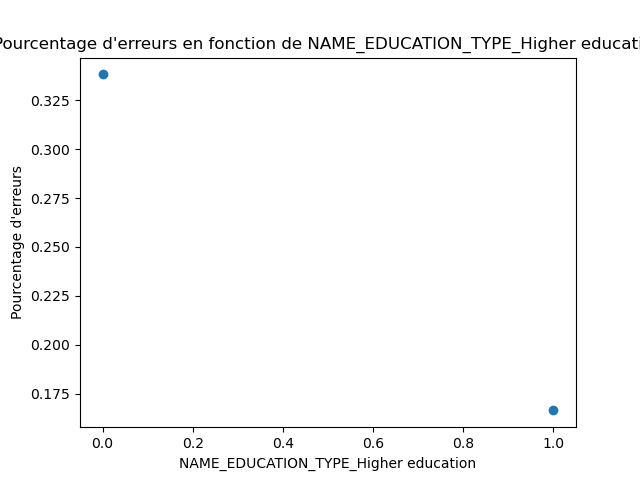 Pourcentage d'erreurs en fonction de NAME_EDUCATION_TYPE_Higher educati
0.325
0.300
0.275
0.250
0.225
0.200
0.175
Pourcentage d'erreurs
0.0 0.2 0.4 0.6 0.8 1.0
NAME_EDUCATION_TYPE_Higher education